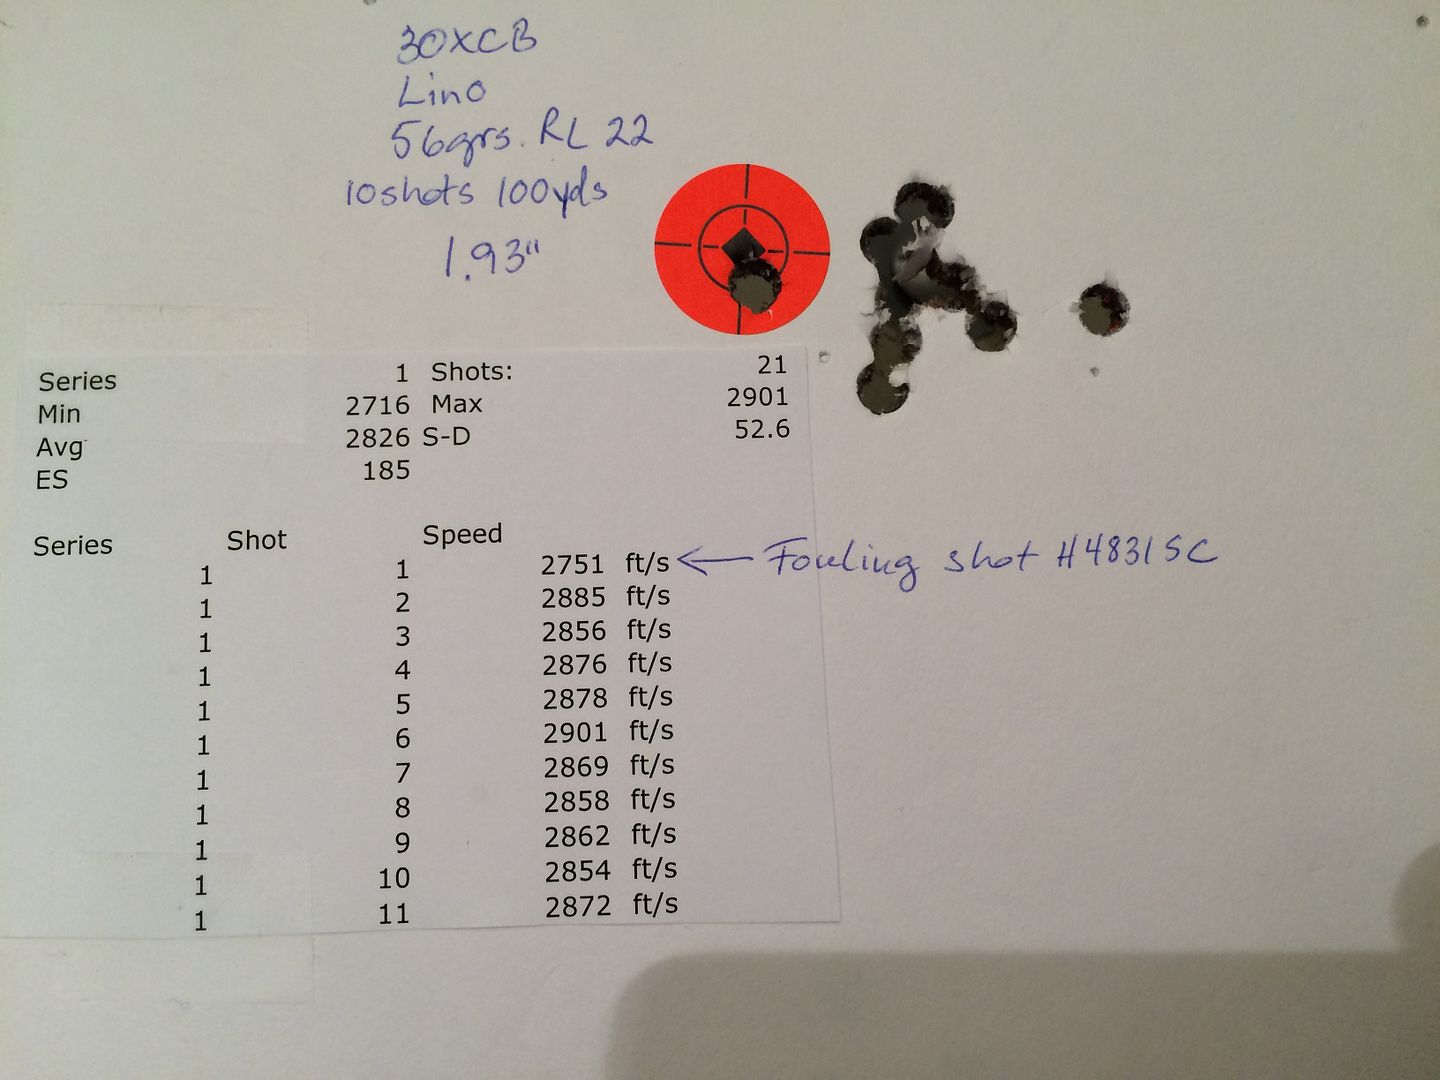 30XCB
Lino
56grs. RL 22
10shots 100yds
1.93"
Series 1 Shots: 21
Min 2716 Max 2901
Avg 2826 S-D 52.6
ES 185
Series Shot Speed
1 1 2751 ft/s ← Fouling shot H4831SC
1 2 2885 ft/s
1 3 2856 ft/s
1 4 2876 ft/s
1 5 2878 ft/s
1 6 2901 ft/s
1 7 2869 ft/s
1 8 2858 ft/s
1 9 2862 ft/s
1 10 2854 ft/s
1 11 2872 ft/s